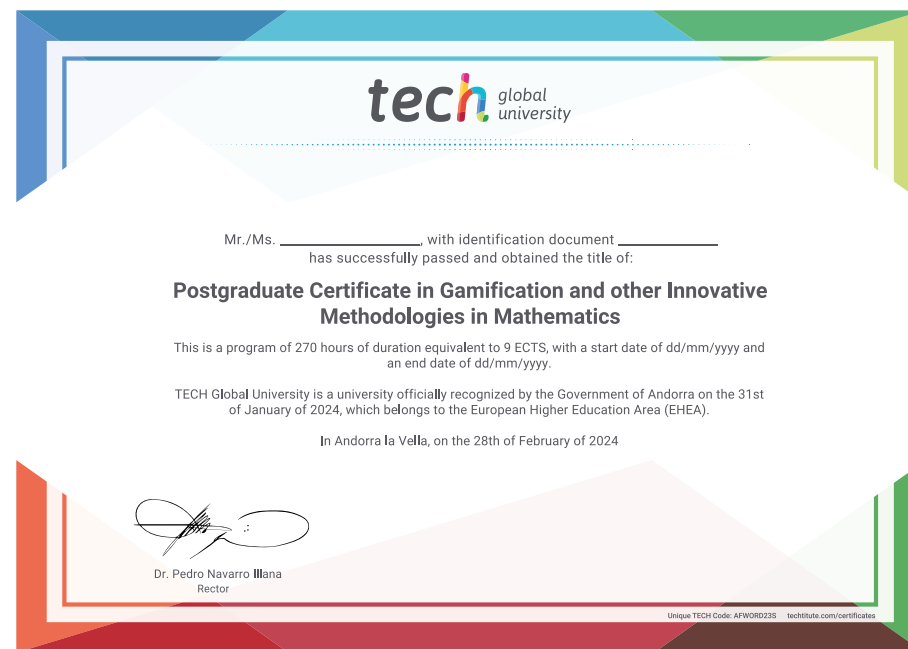 tech global
university
Mr./Ms. ____________, with identification document ____________
has successfully passed and obtained the title of:
Postgraduate Certificate in Gamification and other Innovative
Methodologies in Mathematics
This is a program of 270 hours of duration equivalent to 9 ECTS, with a start date of dd/mm/yyyy and
an end date of dd/mm/yyyy.
TECH Global University is a university officially recognized by the Government of Andorra on the 31st
of January of 2024, which belongs to the European Higher Education Area (EHEA).
In Andorra la Vella, on the 28th of February of 2024
Dr. Pedro Navarro Illana
Rector
Unique TECH Code: AFWORD23S techtitute.com/certificates